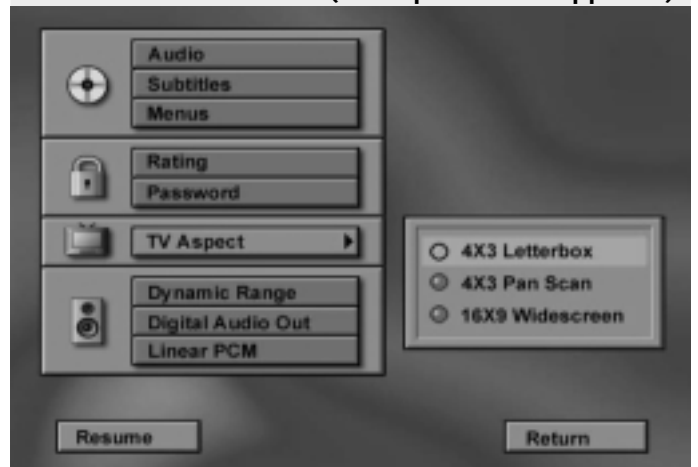 Audio
Subtitles
Menus
Rating
Password
TV Aspect
4X3 Letterbox
4X3 Pan Scan
16X9 Widescreen
Dynamic Range
Digital Audio Out
Linear PCM
Resume
Return